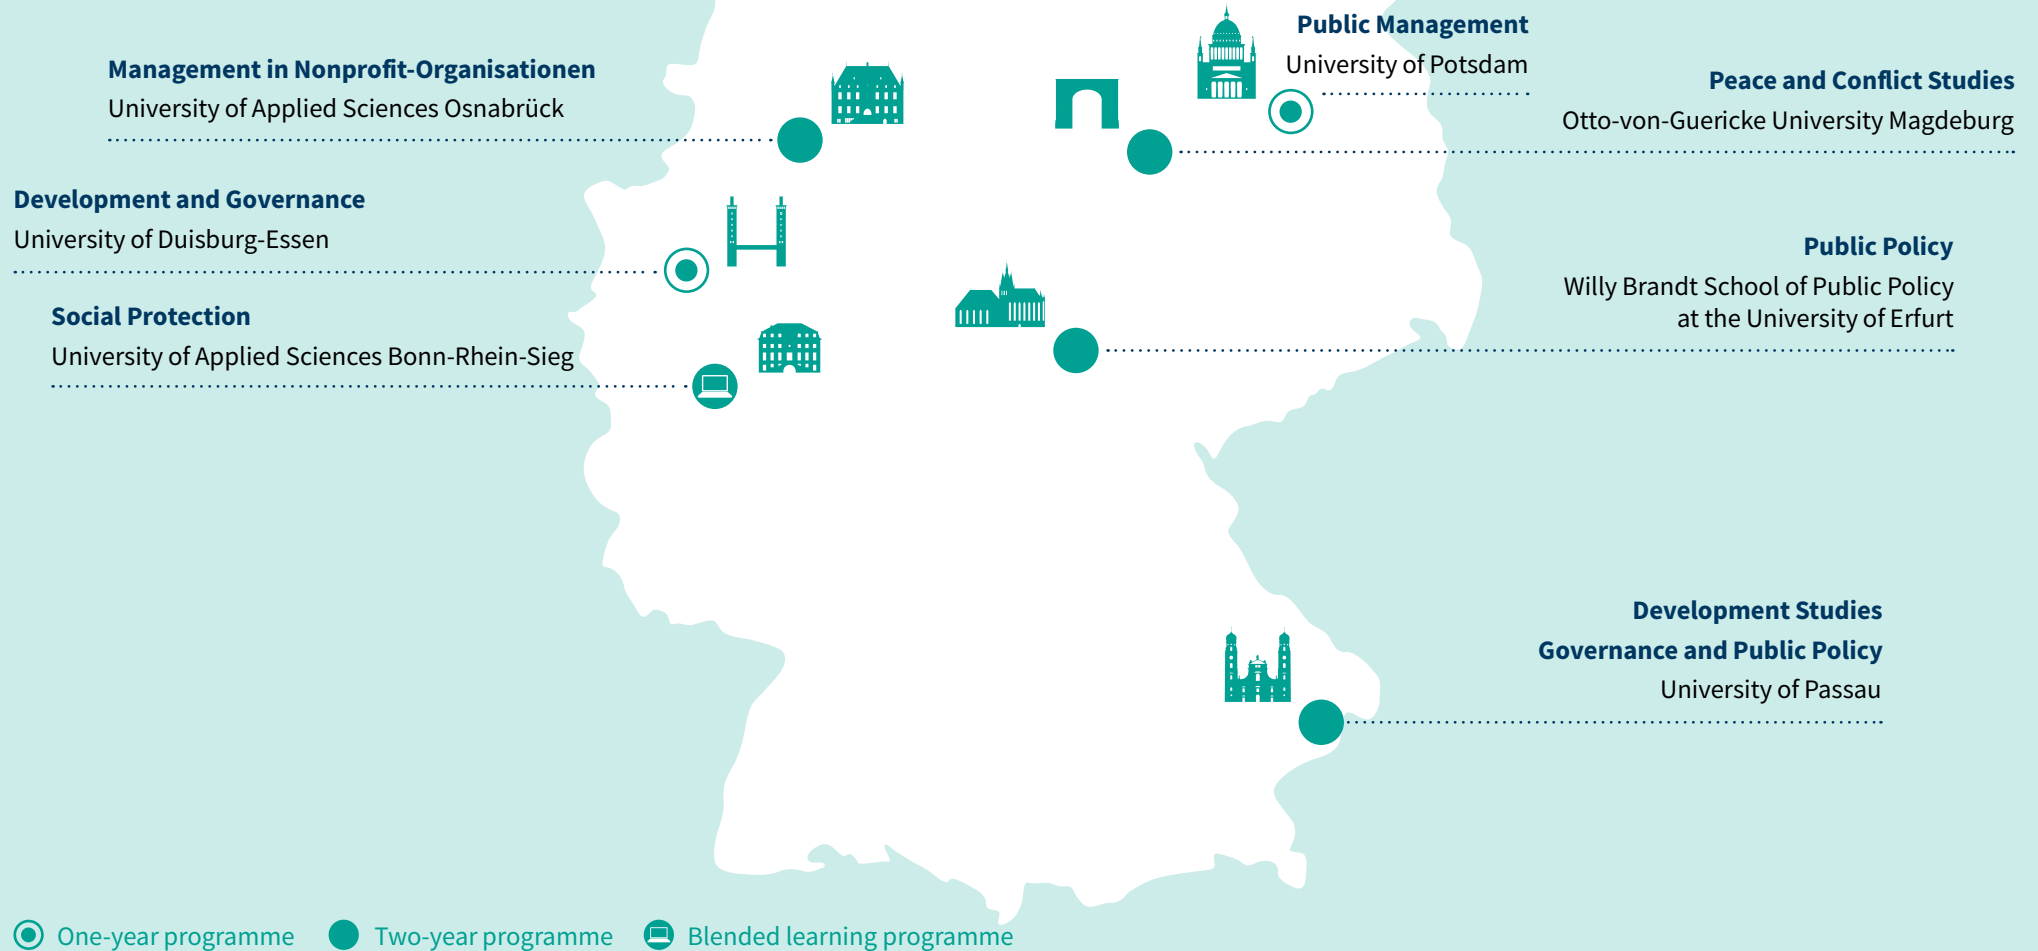 Management in Nonprofit-Organisationen
University of Applied Sciences Osnabrück
Development and Governance
University of Duisburg-Essen
Social Protection
University of Applied Sciences Bonn-Rhein-Sieg
Public Management
University of Potsdam
Peace and Conflict Studies
Otto-von-Guericke University Magdeburg
Public Policy
Willy Brandt School of Public Policy
at the University of Erfurt
Development Studies
Governance and Public Policy
University of Passau
One-year programme
Two-year programme
Blended learning programme